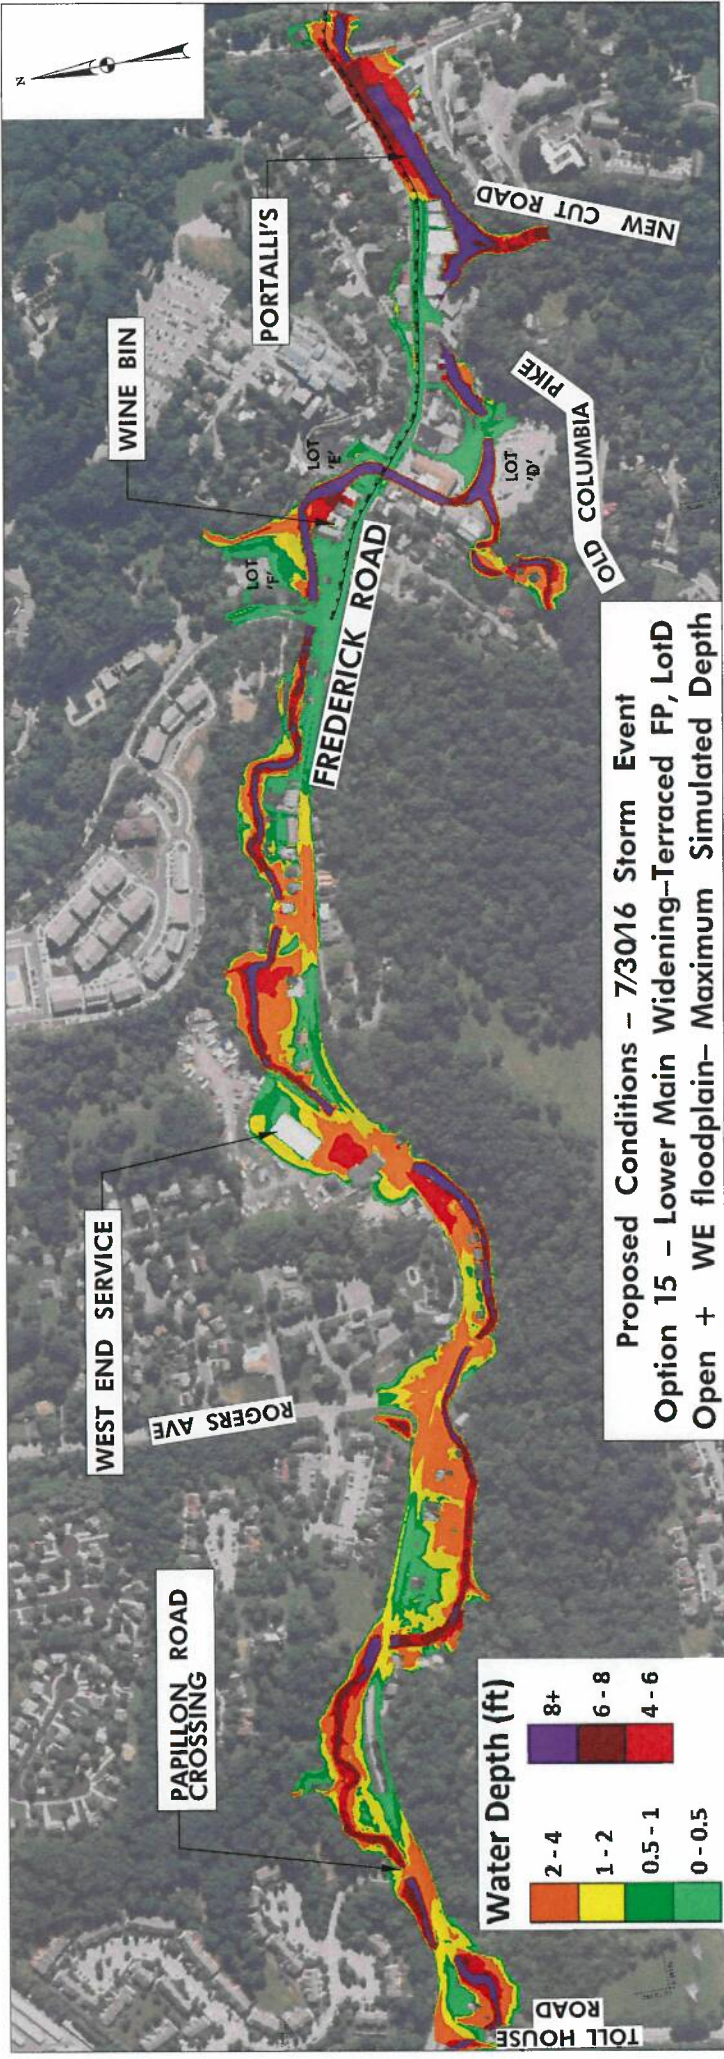 N
PORTALLI'S
NEW CUT ROAD
WINE BIN
LOT
'E'
LOT
'F'
LOT
'D'
OLD COLUMBIA PIKE
FREDERICK ROAD
WEST END SERVICE
ROGERS AVE
PAPILLON ROAD
CROSSING
TOLL HOUSE
ROAD
Water Depth (ft)
2 - 4
1 - 2
0.5 - 1
0 - 0.5
8+
6 - 8
4 - 6
Proposed Conditions – 7/30/16 Storm Event
Option 15 – Lower Main Widening–Terraced FP, LotD
Open + WE floodplain– Maximum Simulated Depth